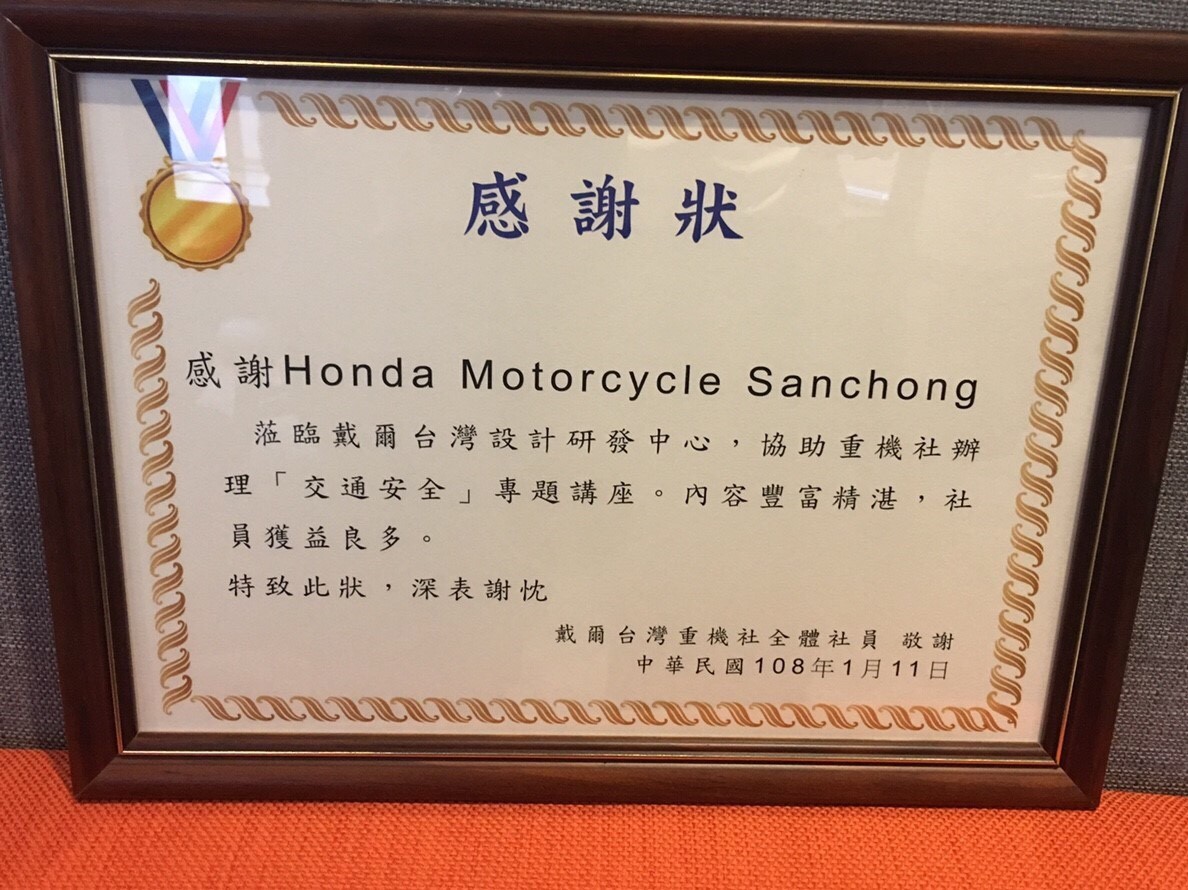 感謝狀
感謝Honda Motorcycle Sanchong
蒞臨戴爾台灣設計研發中心，協助重機社辦
理「交通安全」專題講座。內容豐富精湛，社
員獲益良多。
特致此狀，深表謝忱
戴爾台灣重機社全體社員 敬謝
中華民國108年1月11日